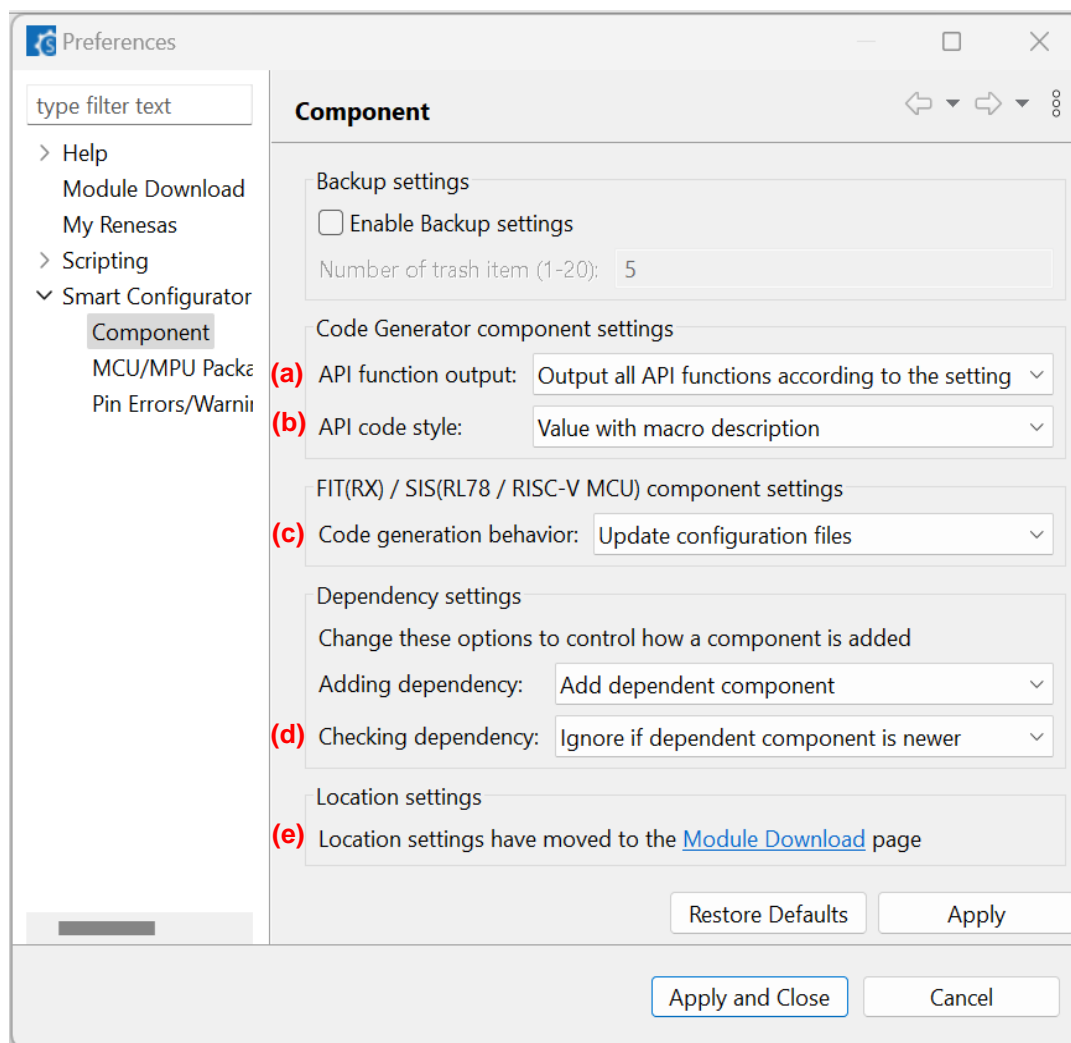 Preferences
type filter text
Help
Module Download
My Renesas
Scripting
Smart Configurator
Component
MCU/MPU Packa
Pin Errors/Warnin
Component
Backup settings
Enable Backup settings
Number of trash item (1-20): 5
Code Generator component settings
(a) API function output: Output all API functions according to the setting
(b) API code style: Value with macro description
FIT(RX) / SIS(RL78 / RISC-V MCU) component settings
(c) Code generation behavior: Update configuration files
Dependency settings
Change these options to control how a component is added
Adding dependency: Add dependent component
(d) Checking dependency: Ignore if dependent component is newer
Location settings
(e) Location settings have moved to the Module Download page
Restore Defaults Apply
Apply and Close Cancel